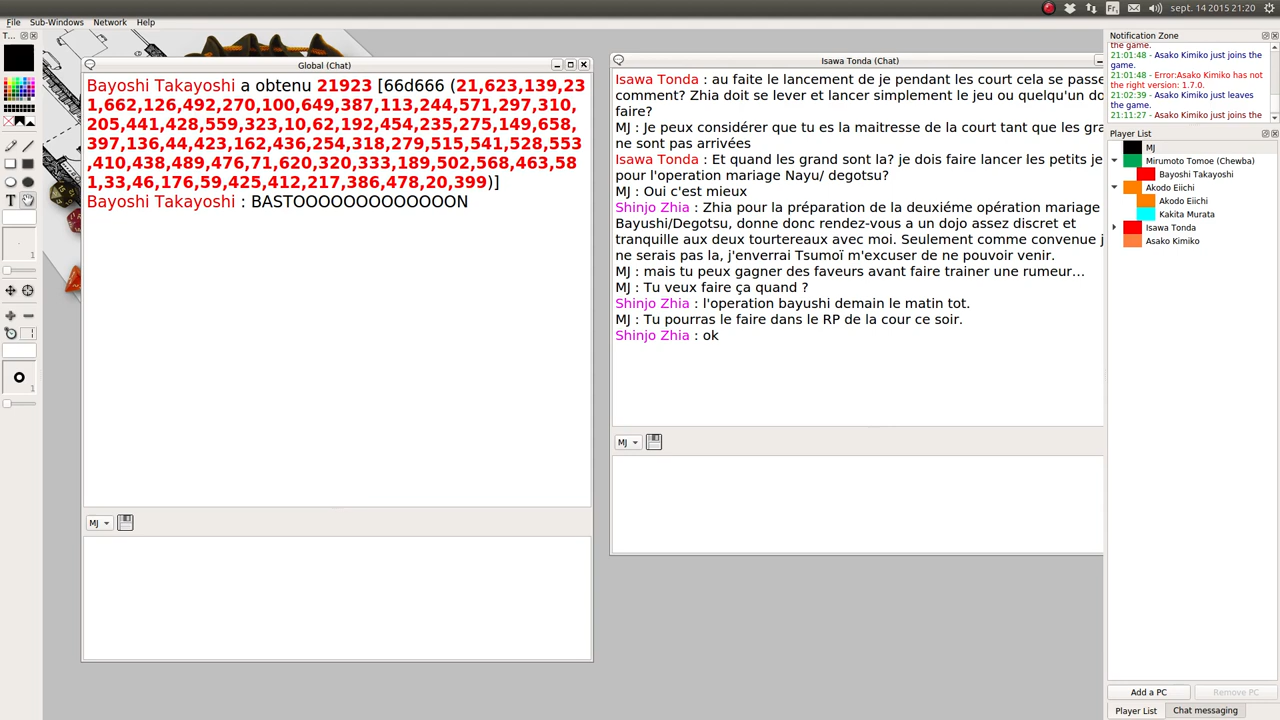 Fr
sept. 14 2015 21:20
File Sub-Windows Network Help
T...
Global (Chat)
Bayoshi Takayoshi a obtenu 21923 [66d666 (21,623,139,23
1,662,126,492,270,100,649,387,113,244,571,297,310,
205,441,428,559,323,10,62,192,454,235,275,149,658,
397,136,44,423,162,436,254,318,279,515,541,528,553
,410,438,489,476,71,620,320,333,189,502,568,463,58
1,33,46,176,59,425,412,217,386,478,20,399)]
Bayoshi Takayoshi : BASTOOOOOOOOOOOOON
MJ
Isawa Tonda (Chat)
Isawa Tonda : au faite le lancement de je pendant les court cela se passe
comment? Zhia doit se lever et lancer simplement le jeu ou quelqu'un do
faire?
MJ : Je peux considérer que tu es la maitresse de la court tant que les gra
ne sont pas arrivées
Isawa Tonda : Et quand les grand sont la? je dois faire lancer les petits je
pour l'operation mariage Nayu/ degotsu?
MJ : Oui c'est mieux
Shinjo Zhia : Zhia pour la préparation de la deuxiéme opération mariage
Bayushi/Degotsu, donne donc rendez-vous a un dojo assez discret et
tranquille aux deux tourtereaux avec moi. Seulement comme convenue j
ne serais pas la, j'enverrai Tsumoï m'excuser de ne pouvoir venir.
MJ : mais tu peux gagner des faveurs avant faire trainer une rumeur...
MJ : Tu veux faire ça quand ?
Shinjo Zhia : l'operation bayushi demain le matin tot.
MJ : Tu pourras le faire dans le RP de la cour ce soir.
Shinjo Zhia : ok
MJ
Notification Zone
the game.
21:01:48 - Asako Kimiko just joins the
game.
21:01:48 - Error:Asako Kimiko has not
the right version: 1.7.0.
21:02:39 - Asako Kimiko just leaves
the game.
21:11:27 - Asako Kimiko just joins the
Player List
MJ
Mirumoto Tomoe (Chewba)
Bayoshi Takayoshi
Akodo Eiichi
Akodo Eiichi
Kakita Murata
Isawa Tonda
Asako Kimiko
Add a PC Remove PC
Player List Chat messaging
T
1
1
1